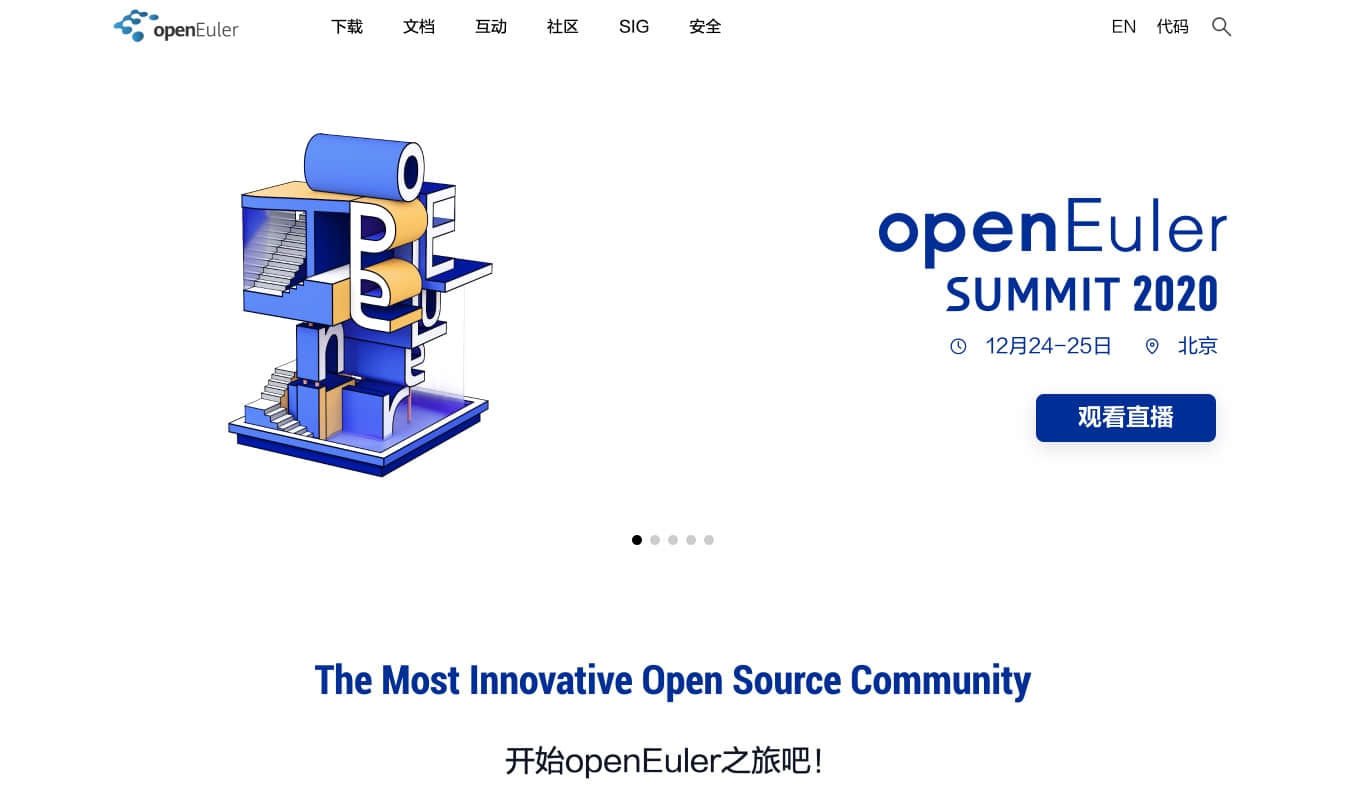 openEuler
下载 文档 互动 社区 SIG 安全 EN 代码
openEuler
openEuler
SUMMIT 2020
12月24-25日 北京
观看直播
The Most Innovative Open Source Community
开始openEuler之旅吧!